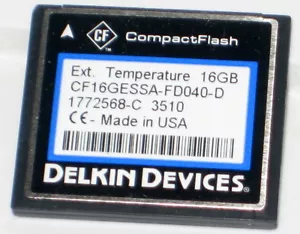 CF CompactFlash
Ext. Temperature 16GB
CF16GESSA-FD040-D
1772568-C 3510
CE - Made in USA
DELKIN DEVICES®